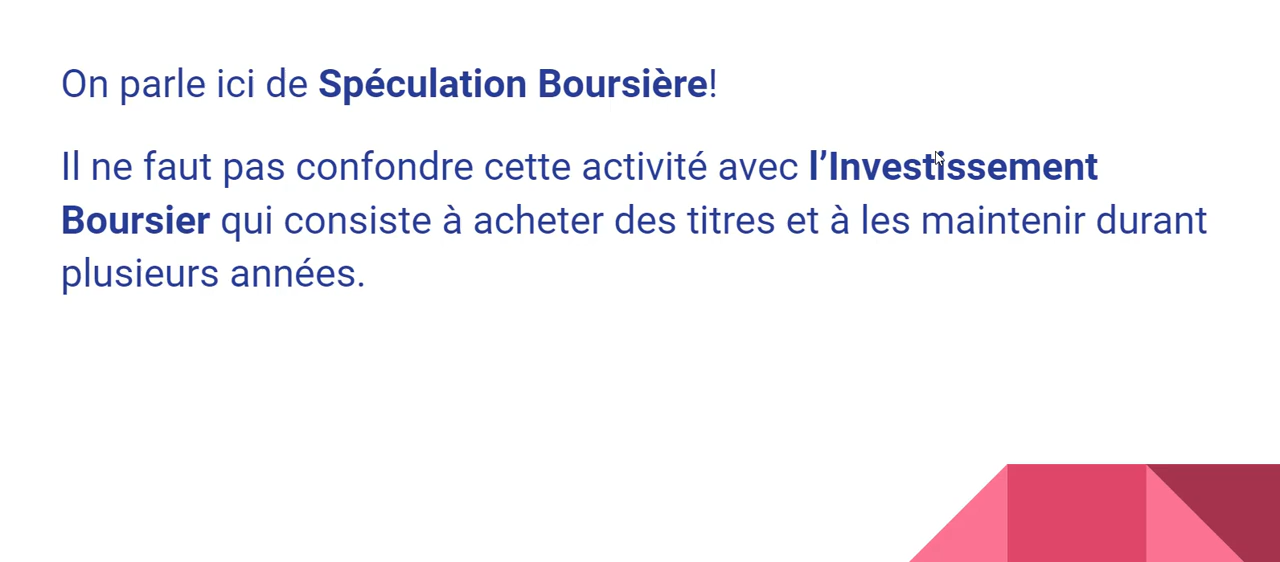 On parle ici de Spéculation Boursière!
Il ne faut pas confondre cette activité avec l’Investissement
Boursier qui consiste à acheter des titres et à les maintenir durant
plusieurs années.